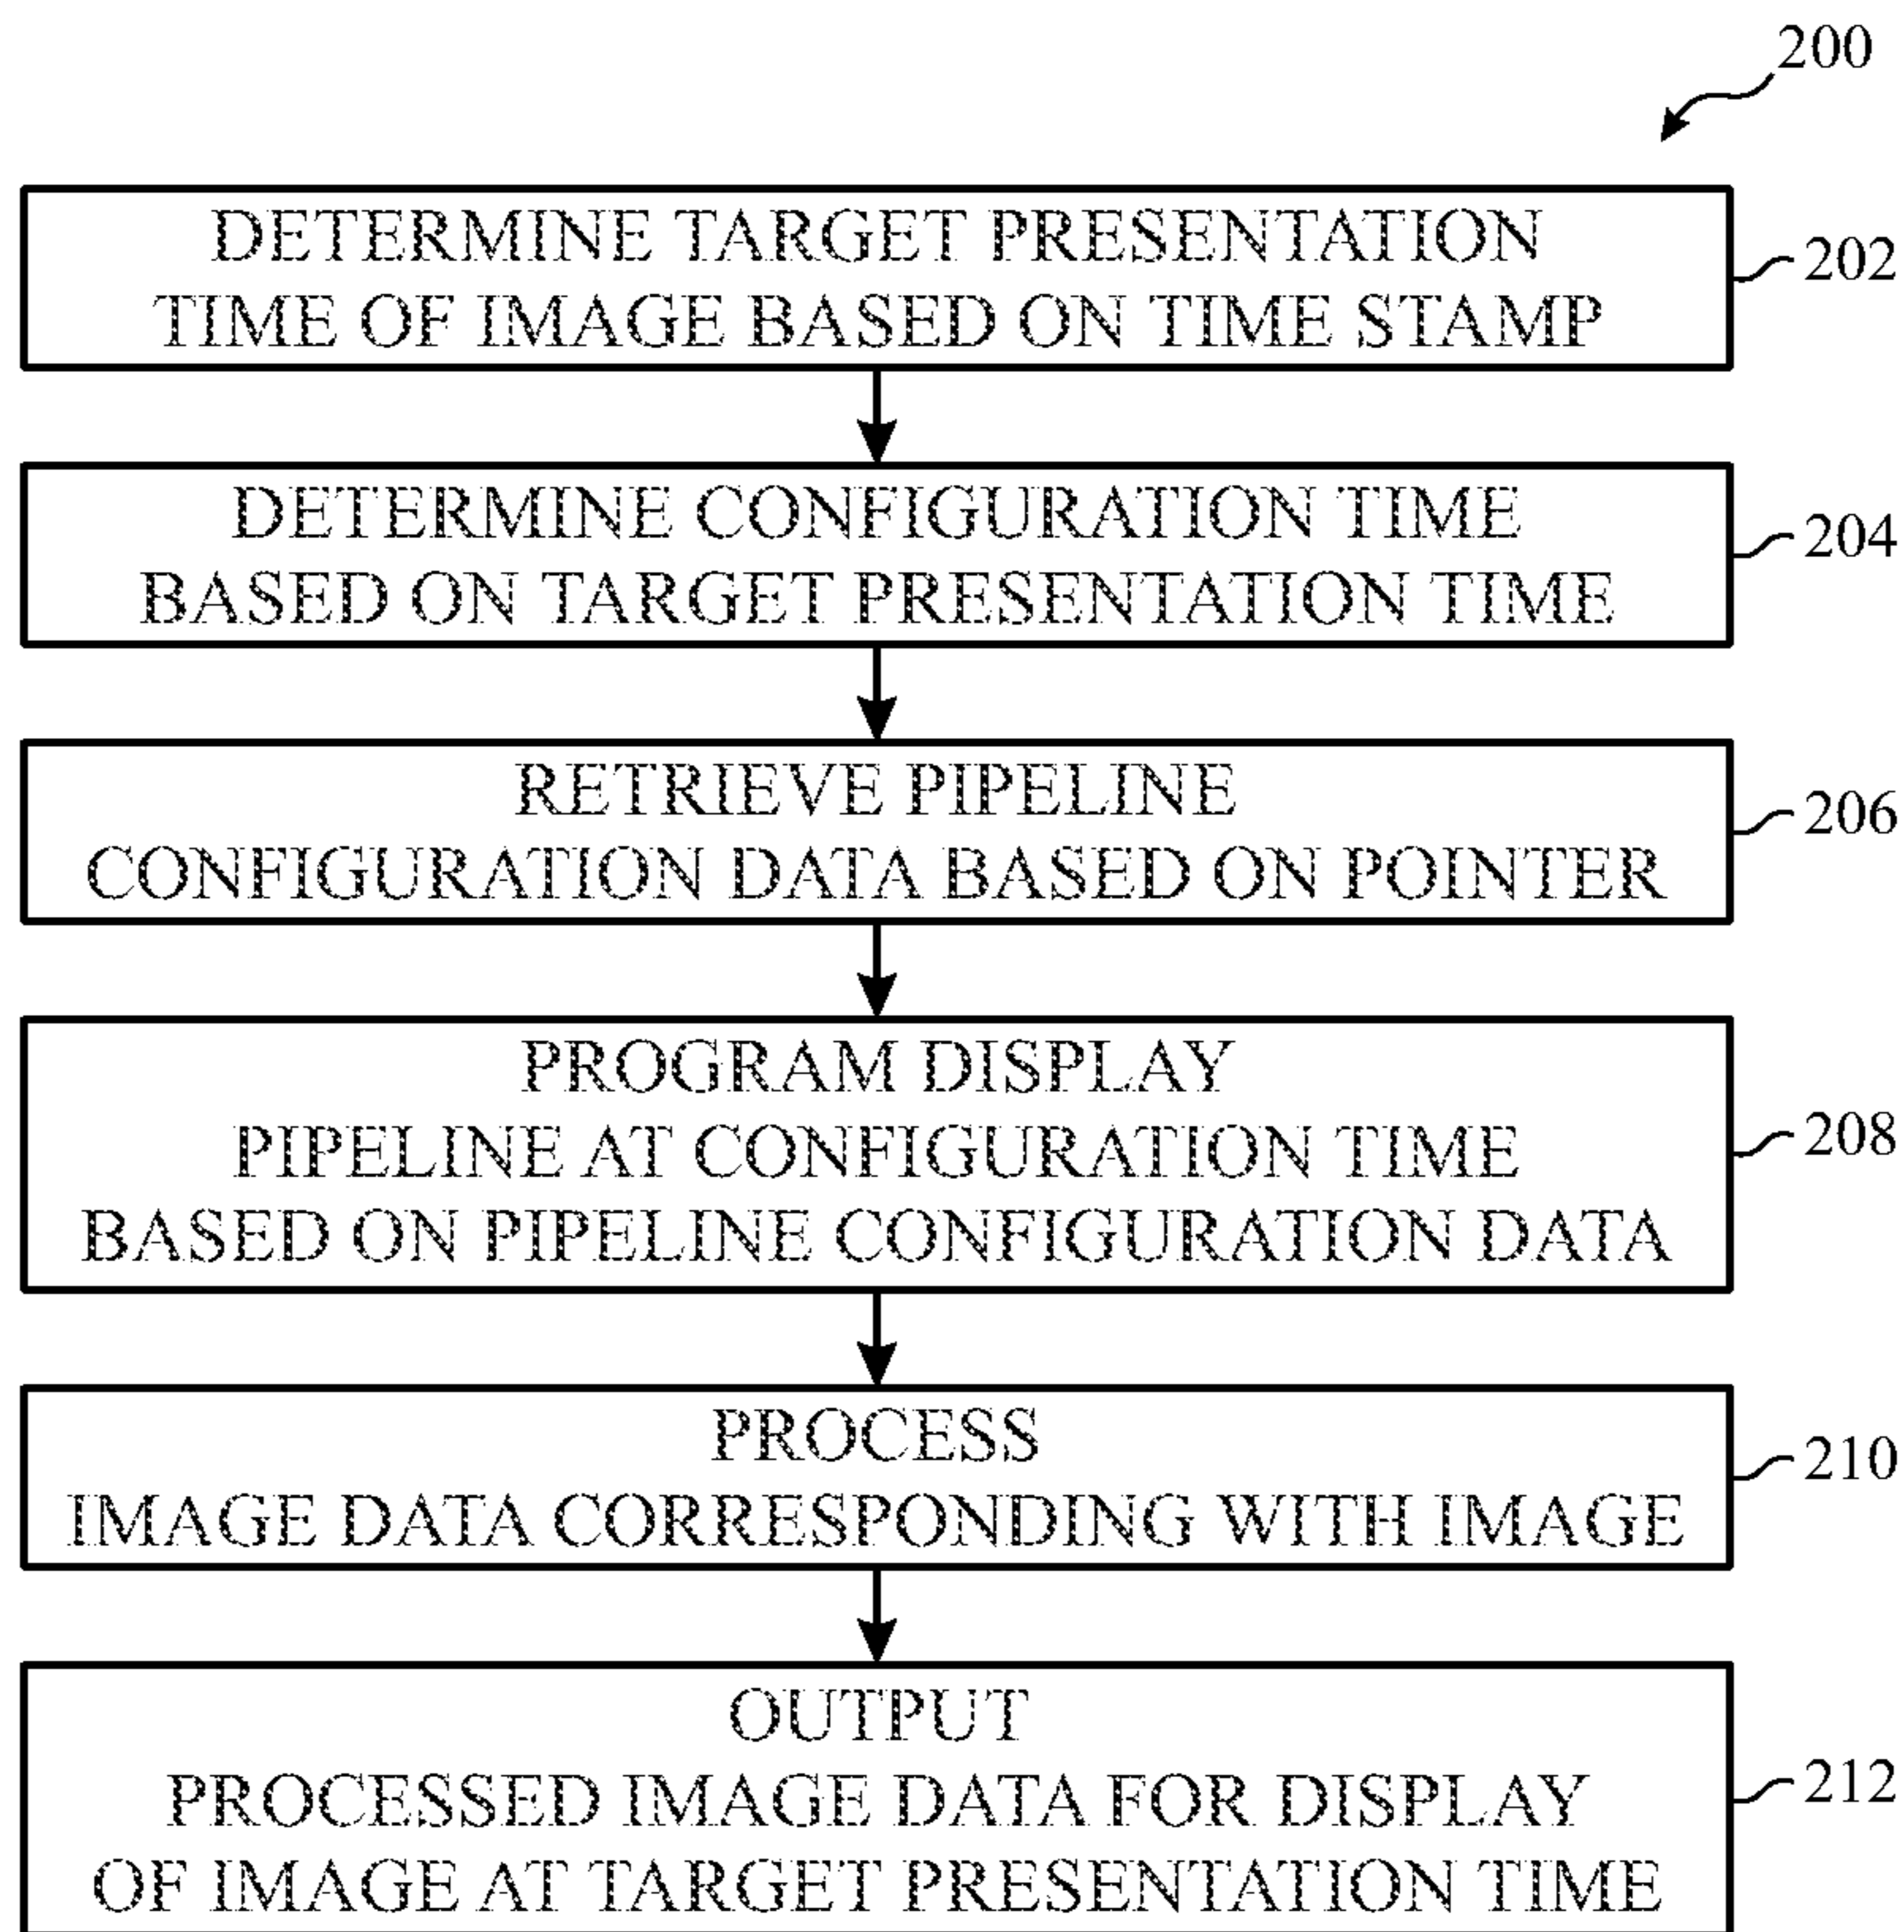 200
DETERMINE TARGET PRESENTATION
TIME OF IMAGE BASED ON TIME STAMP
202
DETERMINE CONFIGURATION TIME
BASED ON TARGET PRESENTATION TIME
204
RETRIEVE PIPELINE
CONFIGURATION DATA BASED ON POINTER
206
PROGRAM DISPLAY
PIPELINE AT CONFIGURATION TIME
BASED ON PIPELINE CONFIGURATION DATA
208
PROCESS
IMAGE DATA CORRESPONDING WITH IMAGE
210
OUTPUT
PROCESSED IMAGE DATA FOR DISPLAY
OF IMAGE AT TARGET PRESENTATION TIME
212